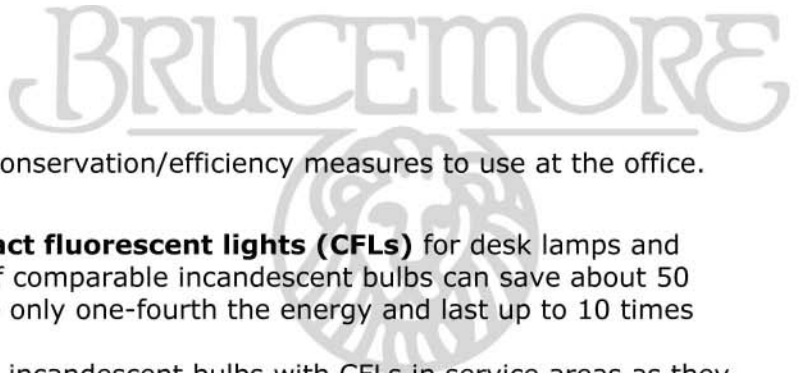 BRUCEMORE
onservation/efficiency measures to use at the office.
act fluorescent lights (CFLs) for desk lamps and
f comparable incandescent bulbs can save about 50
only one-fourth the energy and last up to 10 times
incandescent bulbs with CFLs in service areas as they